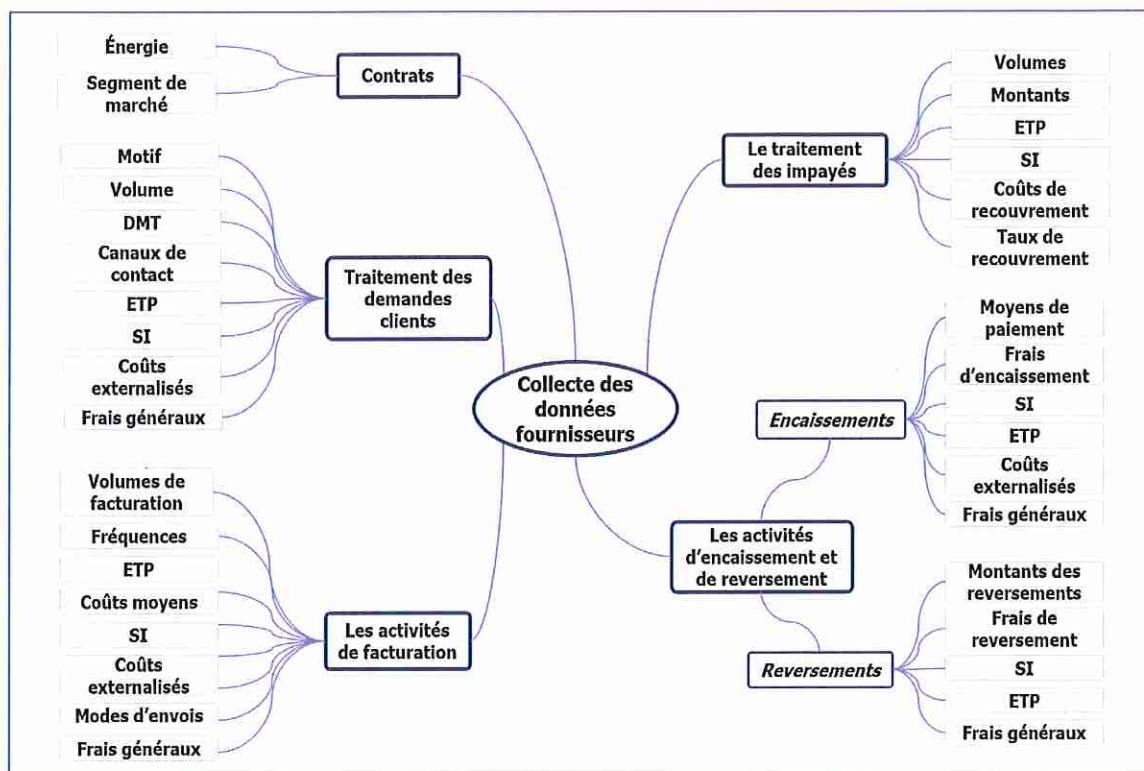 Énergie
Segment de
marché
Contrats
Motif
Volume
DMT
Canaux de
contact
ETP
SI
Coûts
externalisés
Frais généraux
Traitement des
demandes
clients
Volumes de
facturation
Fréquences
ETP
Coûts moyens
SI
Coûts
externalisés
Modes d'envois
Frais généraux
Les activités
de facturation
Collecte des
données
fournisseurs
Le traitement
des impayés
Volumes
Montants
ETP
SI
Coûts de
recouvrement
Taux de
recouvrement
Encaissements
Moyens de
paiement
Frais
d'encaissement
SI
ETP
Coûts
externalisés
Frais généraux
Les activités
d'encaissement et
de reversement
Reversements
Montants des
reversements
Frais de
reversement
SI
ETP
Frais généraux